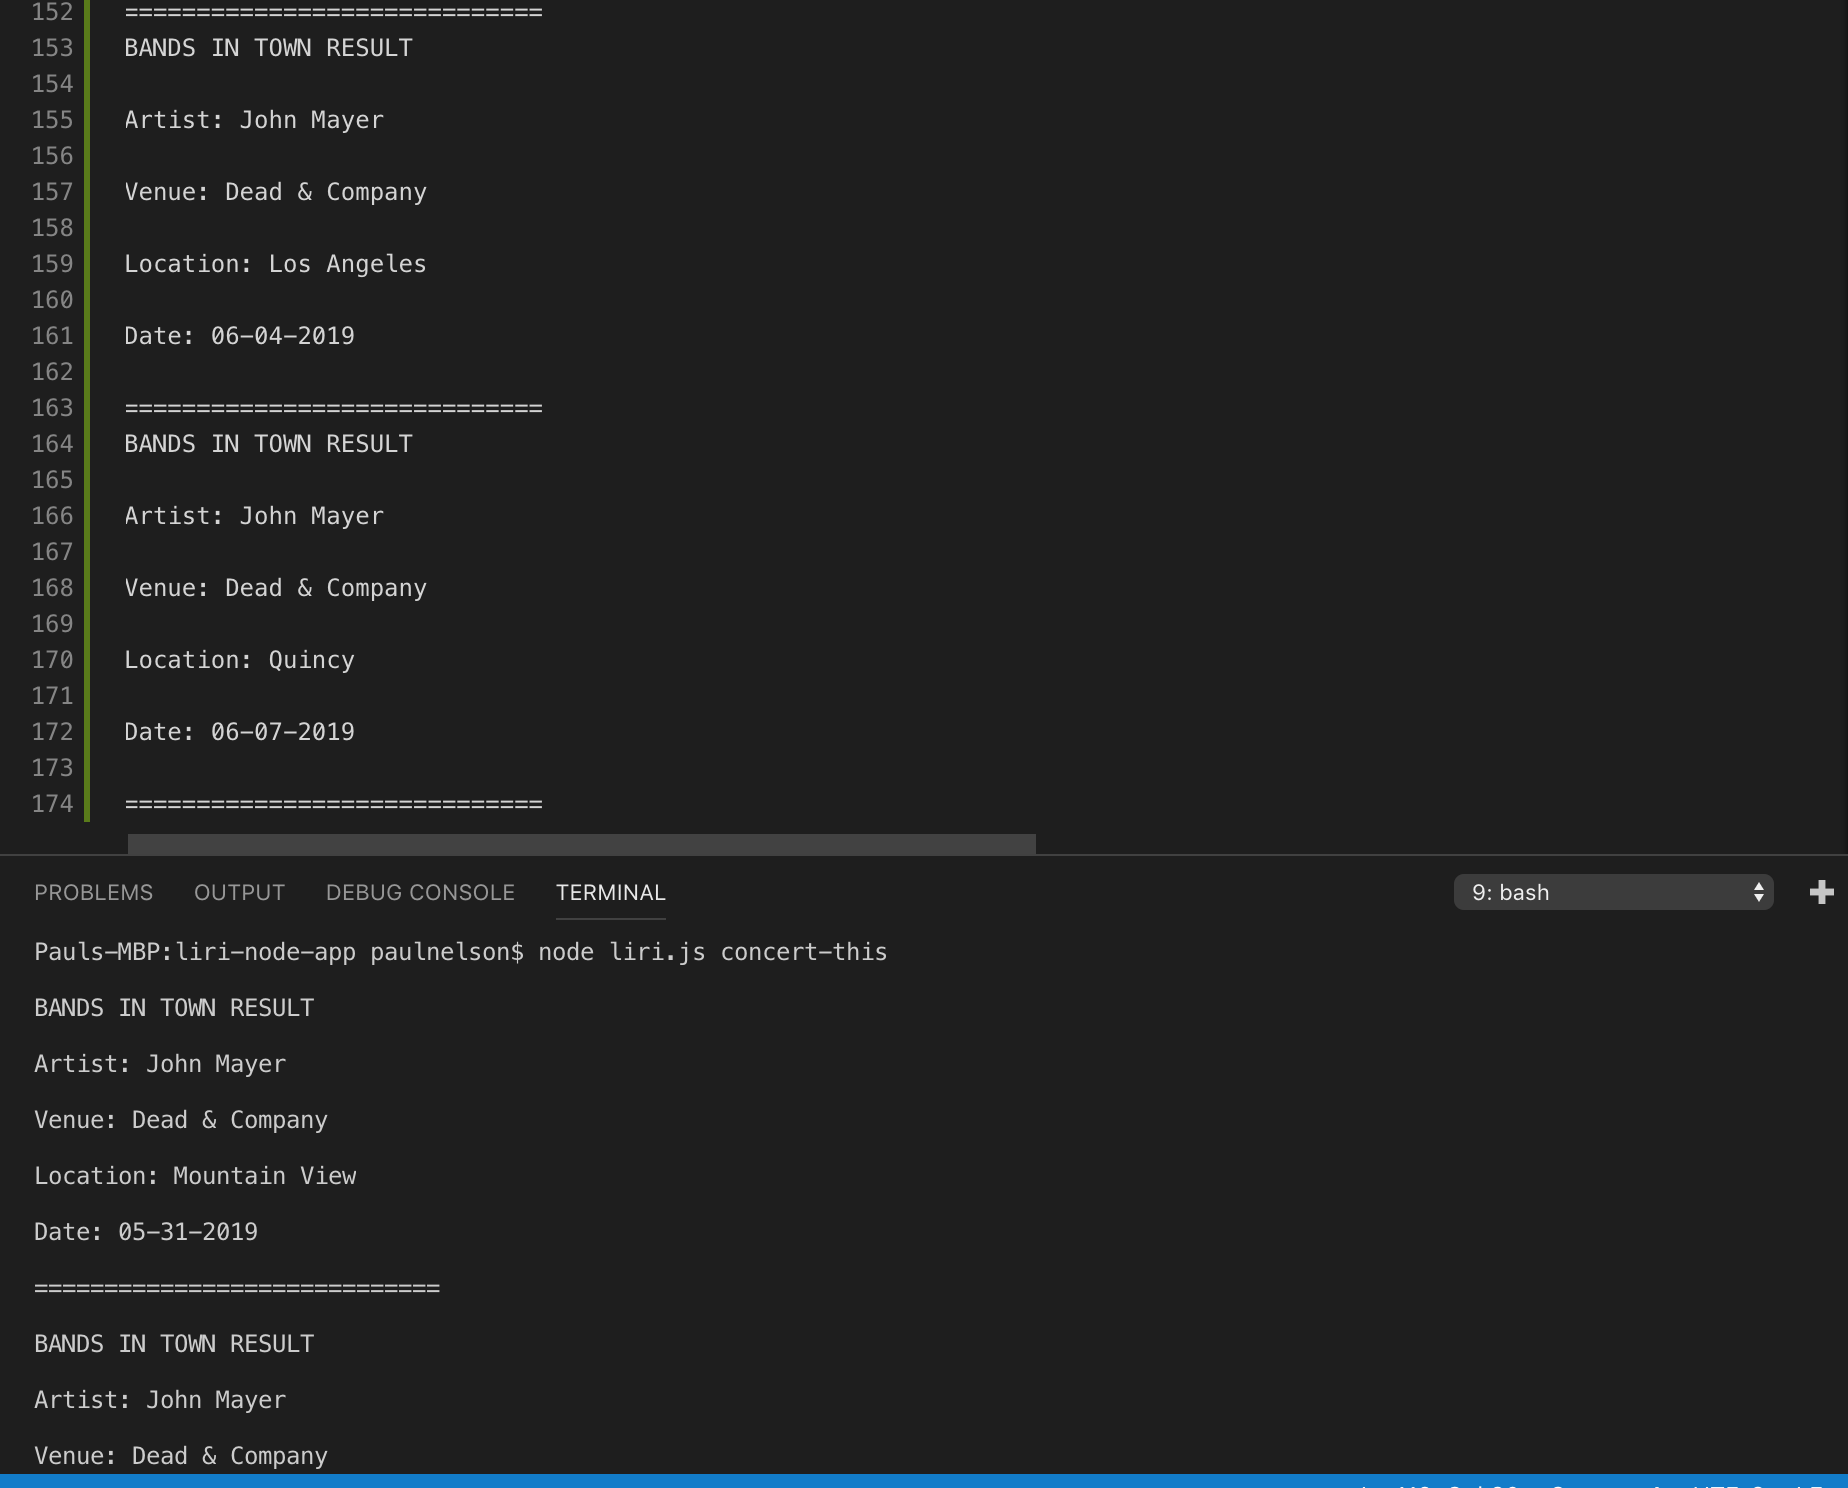 152 =============================
153 BANDS IN TOWN RESULT
154
155 Artist: John Mayer
156
157 Venue: Dead & Company
158
159 Location: Los Angeles
160
161 Date: 06-04-2019
162
163 =============================
164 BANDS IN TOWN RESULT
165
166 Artist: John Mayer
167
168 Venue: Dead & Company
169
170 Location: Quincy
171
172 Date: 06-07-2019
173
174 =============================
PROBLEMS OUTPUT DEBUG CONSOLE TERMINAL 9: bash
Pauls-MBP:liri-node-app paulnelson$ node liri.js concert-this
BANDS IN TOWN RESULT
Artist: John Mayer
Venue: Dead & Company
Location: Mountain View
Date: 05-31-2019
=============================
BANDS IN TOWN RESULT
Artist: John Mayer
Venue: Dead & Company